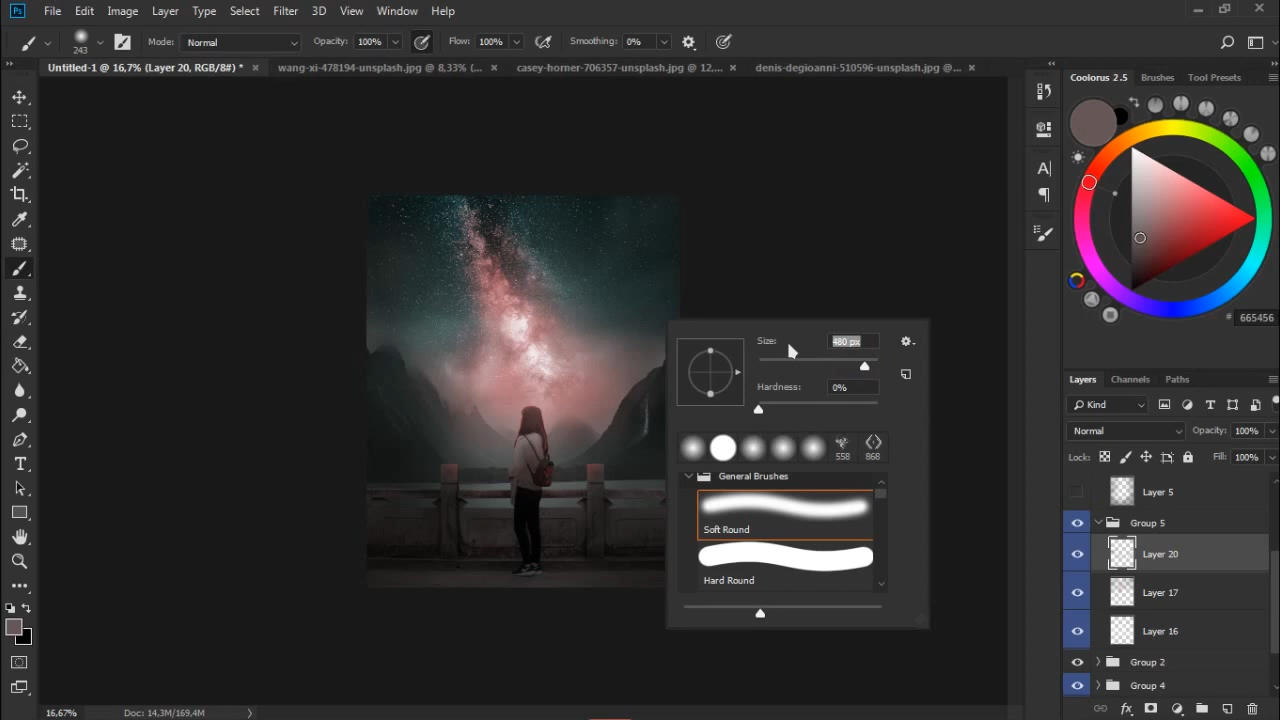 Ps File Edit Image Layer Type Select Filter 3D View Window Help
243 Mode: Normal Opacity: 100% Flow: 100% Smoothing: 0%
Untitled-1 @ 16,7% (Layer 20, RGB/8#) * wang-xi-478194-unsplash.jpg @ 8,33% (... casey-horner-706357-unsplash.jpg @ 12,... denis-degioanni-510596-unsplash.jpg @...
Coolorus 2.5 Brushes Tool Presets
# 665456
Size: 480 px
Hardness: 0%
558 868
General Brushes
Soft Round
Hard Round
Layers Channels Paths
Kind
Normal Opacity: 100%
Lock: Fill: 100%
Layer 5
Group 5
Layer 20
Layer 17
Layer 16
Group 2
Group 4
16,67% Doc: 14,3M/169,4M